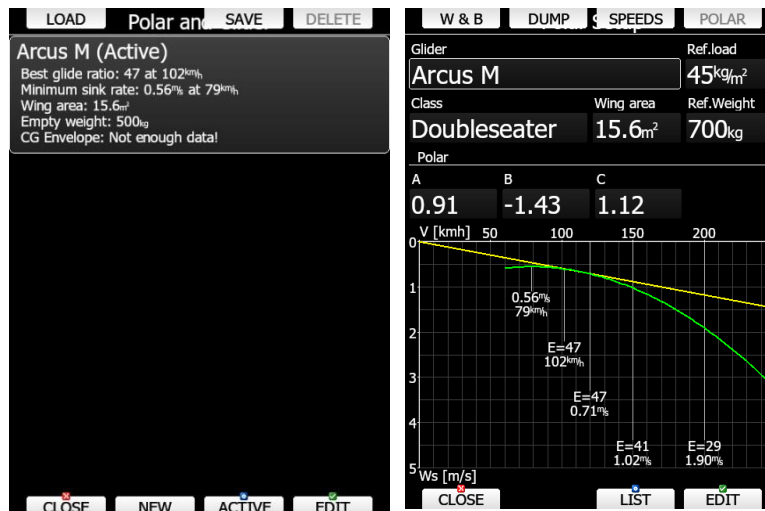 LOAD
Polar and
SAVE
DELETE
Arcus M (Active)
Best glide ratio: 47 at 102km/h
Minimum sink rate: 0.56m/s at 79km/h
Wing area: 15.6m²
Empty weight: 500kg
CG Envelope: Not enough data!
CLOSE
NEW
ACTIVE
EDIT
W & B
DUMP
SPEEDS
POLAR
Glider
Ref.load
Arcus M
45kg/m²
Class
Wing area
Ref.Weight
Doubleseater
15.6m²
700kg
Polar
A
B
C
0.91
-1.43
1.12
V [kmh]
50
100
150
200
0
1
0.56m/s
79km/h
2
E=47
102km/h
3
E=47
0.71m/s
4
E=41
1.02m/s
E=29
1.90m/s
5
Ws [m/s]
CLOSE
LIST
EDIT